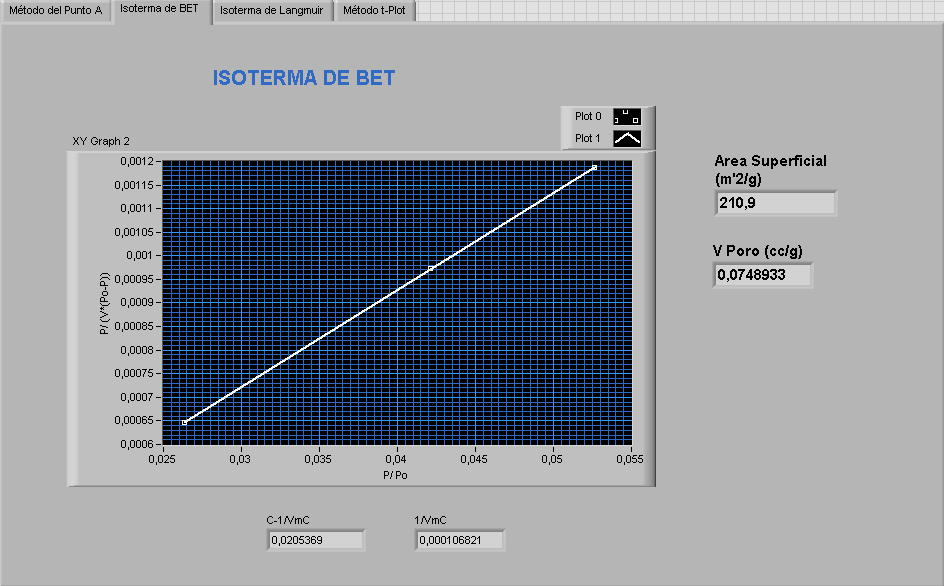 Método del Punto A
Isoterma de BET
Isoterma de Langmuir
Método t-Plot
ISOTERMA DE BET
Plot 0
Plot 1
XY Graph 2
P/ (V*(Po-P))
0,0012
0,00115
0,0011
0,00105
0,001
0,00095
0,0009
0,00085
0,0008
0,00075
0,0007
0,00065
0,0006
0,025
0,03
0,035
0,04
0,045
0,05
0,055
P/Po
Area Superficial
(m'2/g)
210,9
V Poro (cc/g)
0,0748933
C-1/VmC
0,0205369
1/VmC
0,000106821